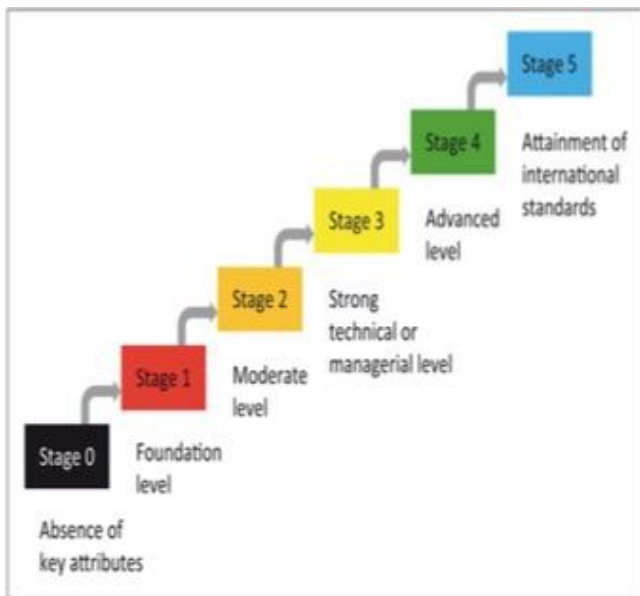 Stage 5
Attainment of
international
standards
Stage 4
Advanced
level
Stage 3
Strong
technical or
managerial level
Stage 2
Moderate
level
Stage 1
Foundation
level
Stage 0
Absence of
key attributes